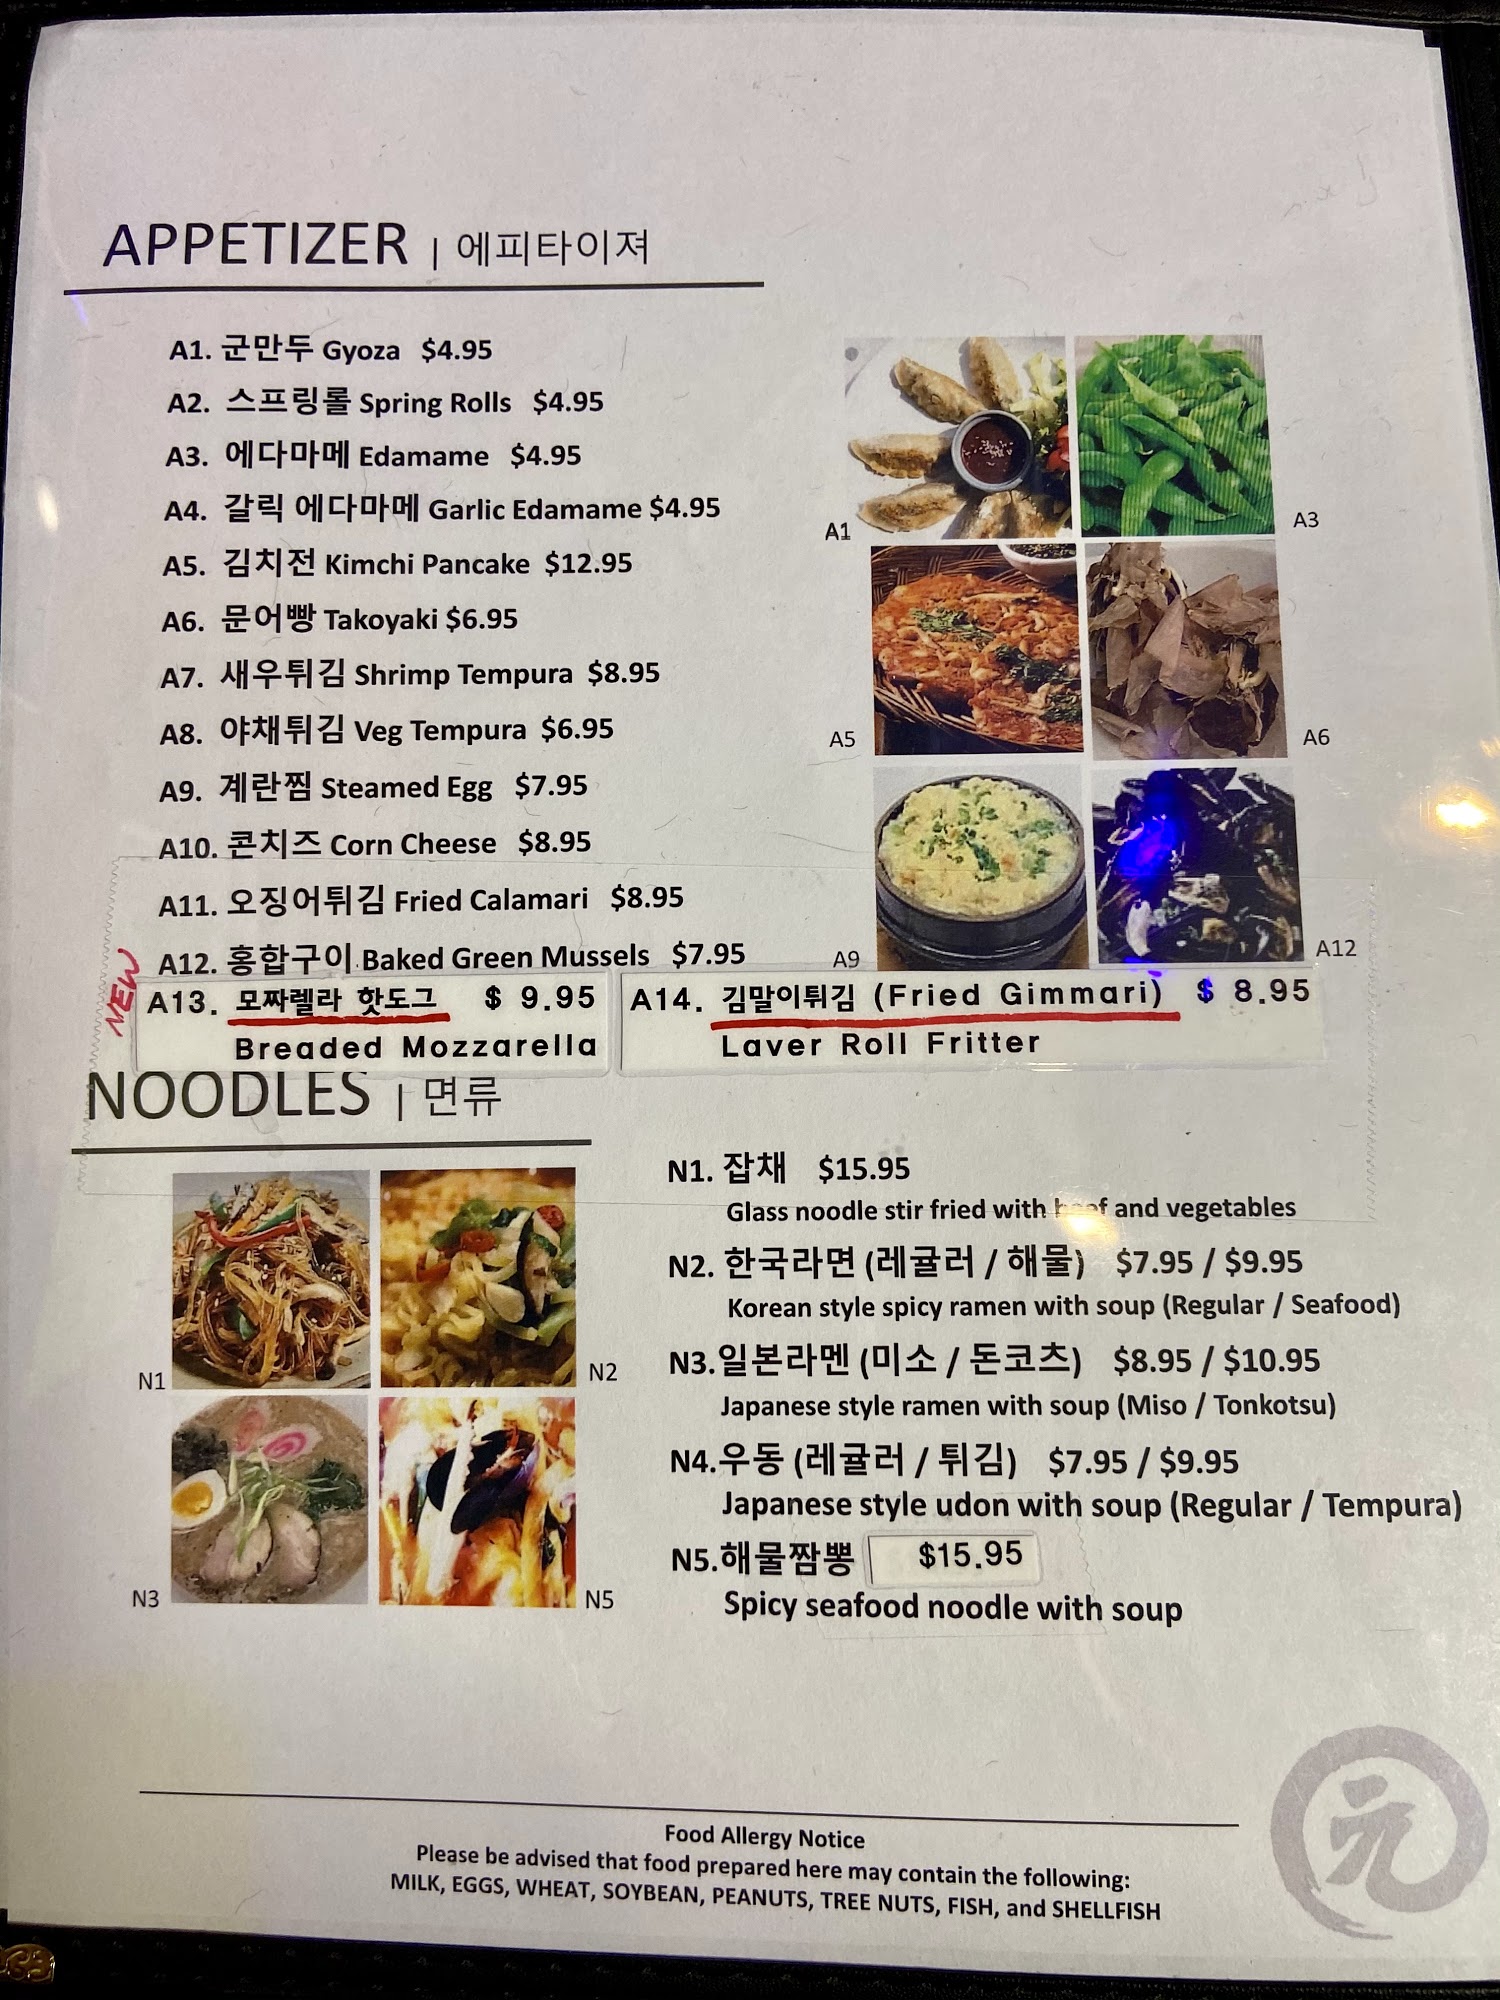 APPETIZER | 에피타이져
A1. 군만두 Gyoza $4.95
A2. 스프링롤 Spring Rolls $4.95
A3. 에다마메 Edamame $4.95
A4. 갈릭 에다마메 Garlic Edamame $4.95
A5. 김치전 Kimchi Pancake $12.95
A6. 문어빵 Takoyaki $6.95
A7. 새우튀김 Shrimp Tempura $8.95
A8. 야채튀김 Veg Tempura $6.95
A9. 계란찜 Steamed Egg $7.95
A10. 콘치즈 Corn Cheese $8.95
A11. 오징어튀김 Fried Calamari $8.95
A12. 홍합구이 Baked Green Mussels $7.95
A1
A3
A5
A6
A9
A12
NEW
A13. 모짜렐라 핫도그 $ 9.95
Breaded Mozzarella
A14. 김말이튀김 (Fried Gimmari) $ 8.95
Laver Roll Fritter
NOODLES | 면류
N1
N2
N3
N5
N1. 잡채 $15.95
Glass noodle stir fried with beef and vegetables
N2. 한국라면 (레귤러 / 해물) $7.95 / $9.95
Korean style spicy ramen with soup (Regular / Seafood)
N3.일본라멘 (미소 / 돈코츠) $8.95 / $10.95
Japanese style ramen with soup (Miso / Tonkotsu)
N4.우동 (레귤러 / 튀김) $7.95 / $9.95
Japanese style udon with soup (Regular / Tempura)
N5.해물짬뽕 $15.95
Spicy seafood noodle with soup
Food Allergy Notice
Please be advised that food prepared here may contain the following:
MILK, EGGS, WHEAT, SOYBEAN, PEANUTS, TREE NUTS, FISH, and SHELLFISH
元